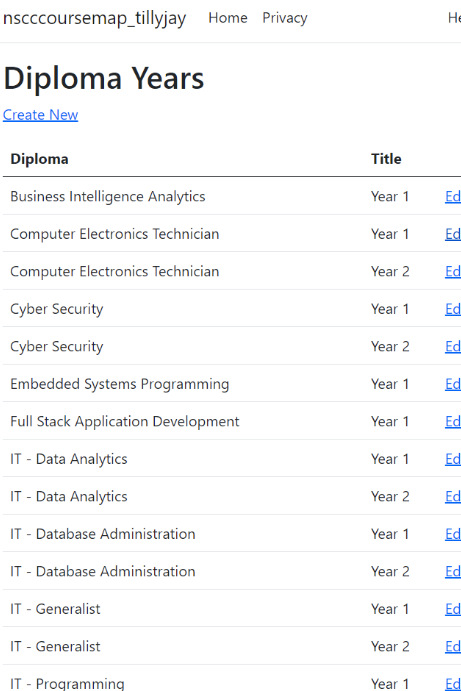 nscccoursemap_tillyjay Home Privacy He
Diploma Years
Create New
Diploma Title
Business Intelligence Analytics Year 1 Ed
Computer Electronics Technician Year 1 Ed
Computer Electronics Technician Year 2 Ed
Cyber Security Year 1 Ed
Cyber Security Year 2 Ed
Embedded Systems Programming Year 1 Ed
Full Stack Application Development Year 1 Ed
IT - Data Analytics Year 1 Ed
IT - Data Analytics Year 2 Ed
IT - Database Administration Year 1 Ed
IT - Database Administration Year 2 Ed
IT - Generalist Year 1 Ed
IT - Generalist Year 2 Ed
IT - Programming Year 1 Ed